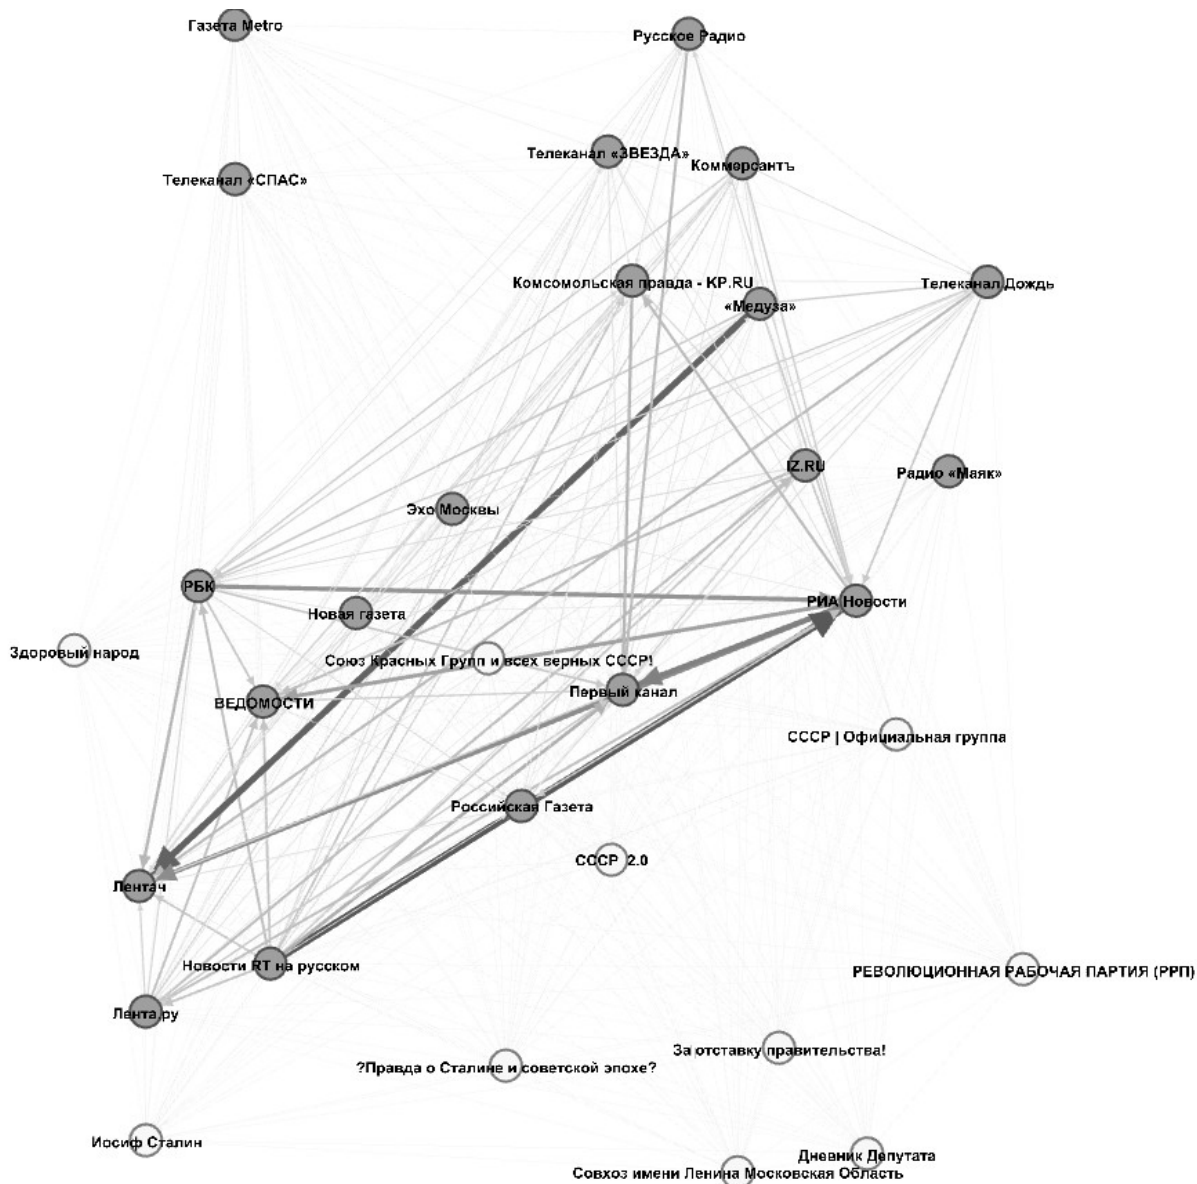 Газета Metro
Русское Радио
Телеканал «ЗВЕЗДА»
Коммерсантъ
Телеканал «СПАС»
Комсомольская правда - KP.RU
Телеканал Дождь
«Медуза»
IZ.RU
Радио «Маяк»
Эхо Москвы
РБК
РИА Новости
Новая газета
Здоровый народ
Союз Красных Групп и всех верных СССР!
Первый канал
ВЕДОМОСТИ
СССР | Официальная группа
Российская Газета
СССР 2.0
Лентач
Новости RT на русском
РЕВОЛЮЦИОННАЯ РАБОЧАЯ ПАРТИЯ (РРП)
Лента.ру
За отставку правительства!
?Правда о Сталине и советской эпохе?
Иосиф Сталин
Дневник Депутата
Совхоз имени Ленина Московская Область